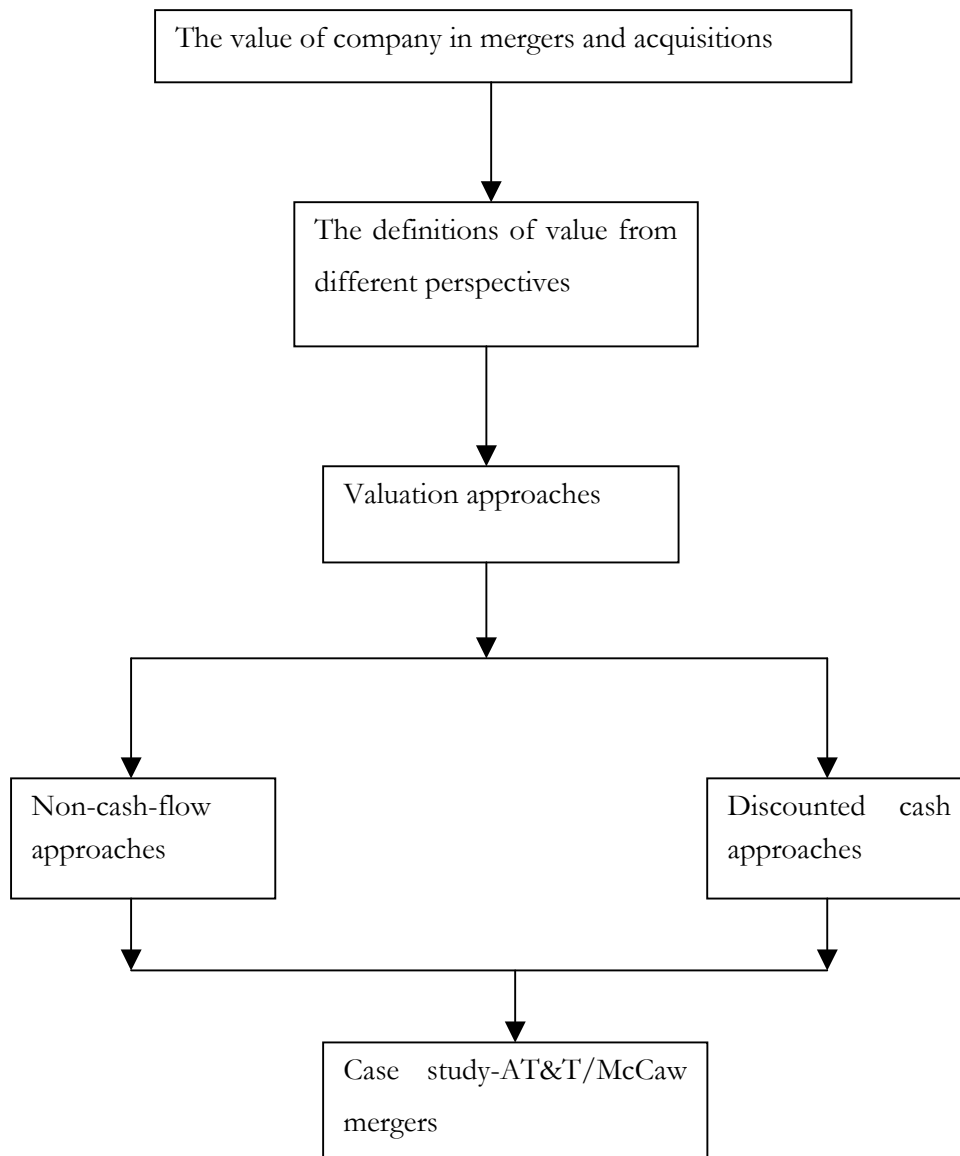 The value of company in mergers and acquisitions
The definitions of value from
different perspectives
Valuation approaches
Non-cash-flow
approaches
Discounted cash
approaches
Case study-AT&T/McCaw
mergers